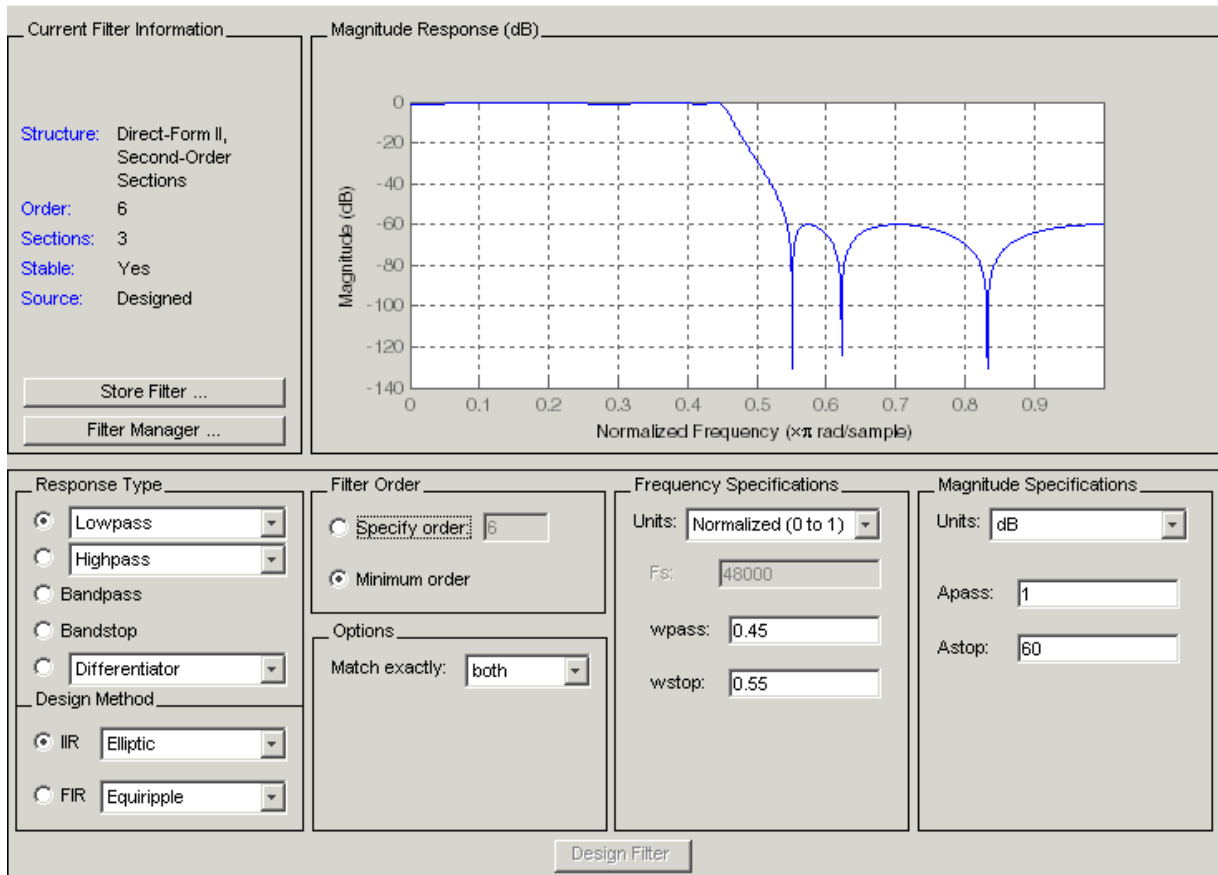 Current Filter Information
Structure: Direct-Form II,
Second-Order
Sections
Order: 6
Sections: 3
Stable: Yes
Source: Designed
Store Filter ...
Filter Manager ...
Magnitude Response (dB)
0
-20
-40
-60
-80
-100
-120
-140
Magnitude (dB)
0 0.1 0.2 0.3 0.4 0.5 0.6 0.7 0.8 0.9
Normalized Frequency (×π rad/sample)
Response Type
Lowpass
Highpass
Bandpass
Bandstop
Differentiator
Design Method
IIR Elliptic
FIR Equiripple
Filter Order
Specify order: 6
Minimum order
Options
Match exactly: both
Frequency Specifications
Units: Normalized (0 to 1)
Fs: 48000
wpass: 0.45
wstop: 0.55
Magnitude Specifications
Units: dB
Apass: 1
Astop: 60
Design Filter